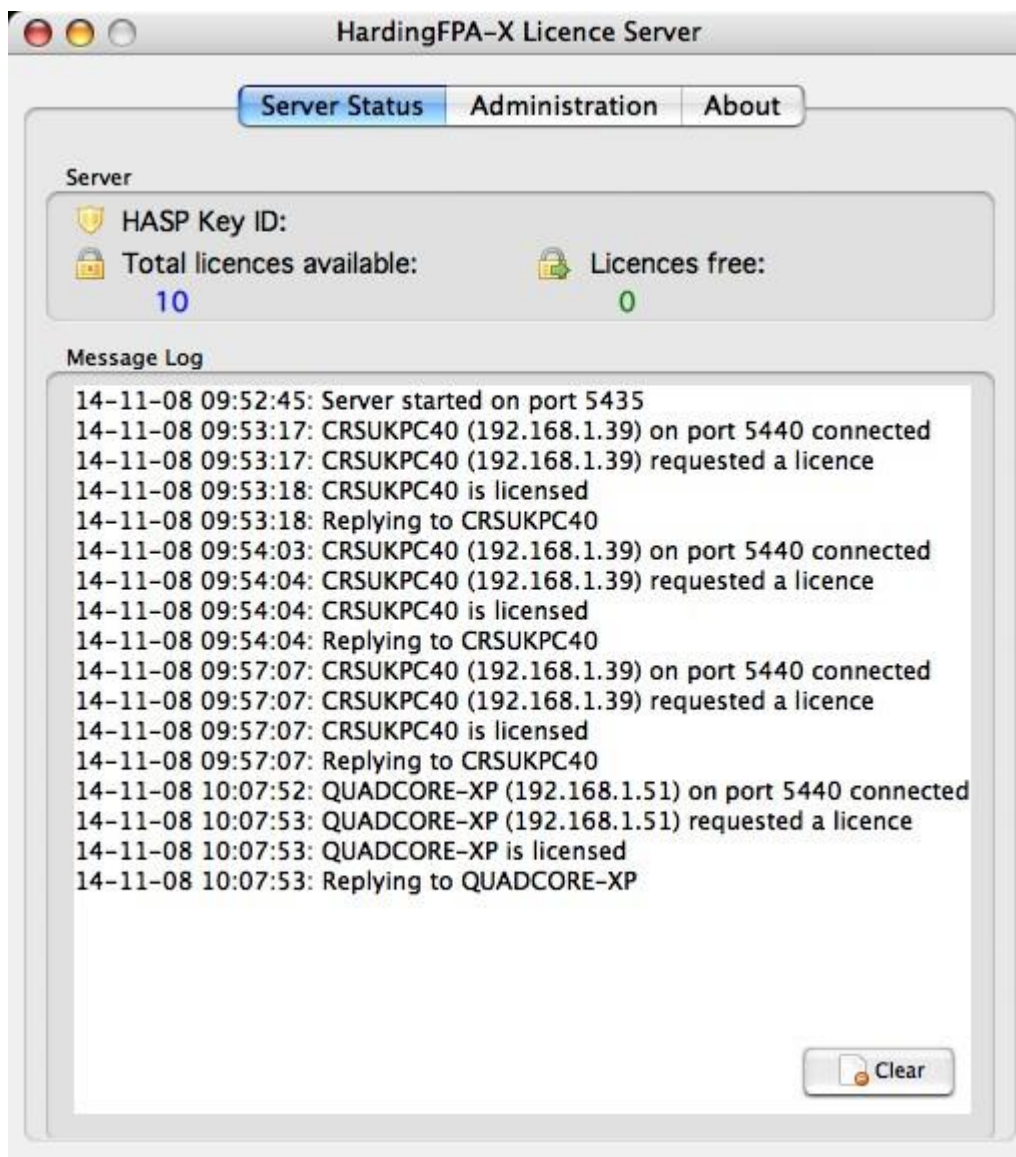 HardingFPA-X Licence Server
Server Status Administration About
Server
HASP Key ID:
Total licences available: Licences free:
10 0
Message Log
14-11-08 09:52:45: Server started on port 5435
14-11-08 09:53:17: CRSUKPC40 (192.168.1.39) on port 5440 connected
14-11-08 09:53:17: CRSUKPC40 (192.168.1.39) requested a licence
14-11-08 09:53:18: CRSUKPC40 is licensed
14-11-08 09:53:18: Replying to CRSUKPC40
14-11-08 09:54:03: CRSUKPC40 (192.168.1.39) on port 5440 connected
14-11-08 09:54:04: CRSUKPC40 (192.168.1.39) requested a licence
14-11-08 09:54:04: CRSUKPC40 is licensed
14-11-08 09:54:04: Replying to CRSUKPC40
14-11-08 09:57:07: CRSUKPC40 (192.168.1.39) on port 5440 connected
14-11-08 09:57:07: CRSUKPC40 (192.168.1.39) requested a licence
14-11-08 09:57:07: CRSUKPC40 is licensed
14-11-08 09:57:07: Replying to CRSUKPC40
14-11-08 10:07:52: QUADCORE-XP (192.168.1.51) on port 5440 connected
14-11-08 10:07:53: QUADCORE-XP (192.168.1.51) requested a licence
14-11-08 10:07:53: QUADCORE-XP is licensed
14-11-08 10:07:53: Replying to QUADCORE-XP
Clear